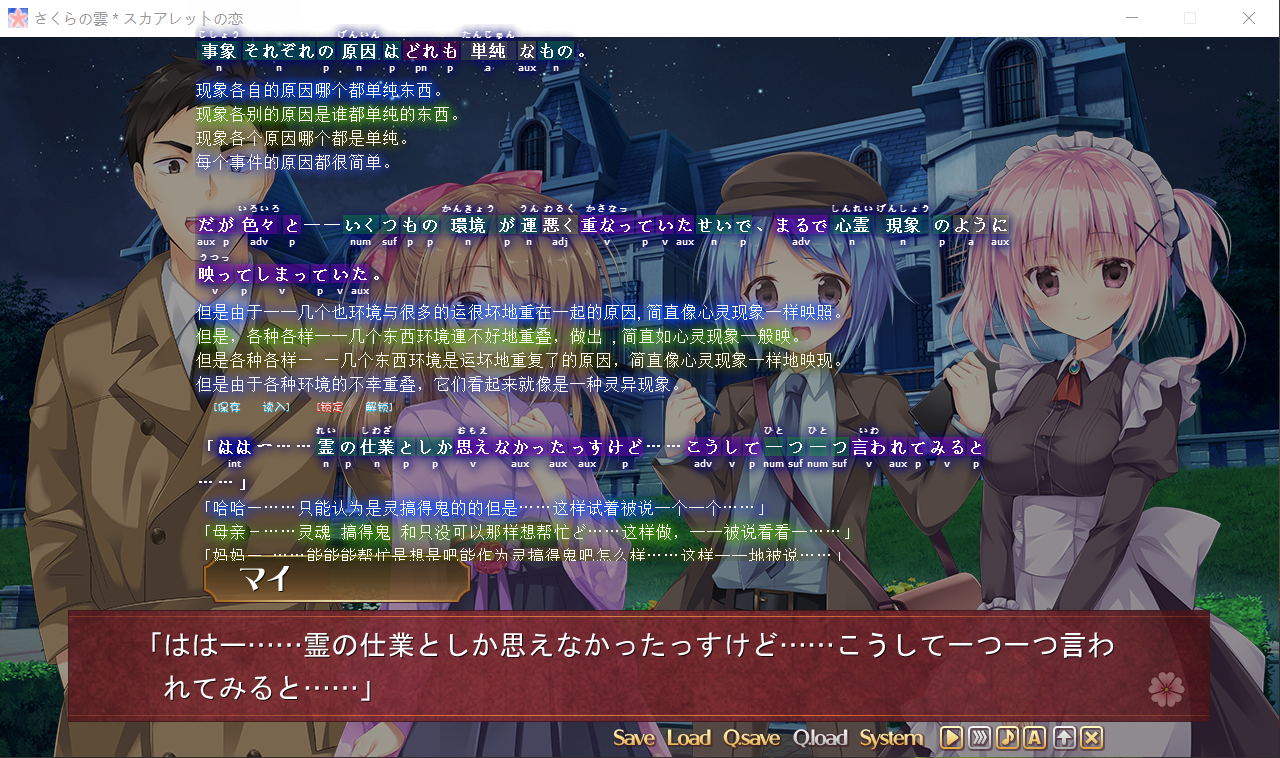 さくらの雲*スカアレットの恋
こしょう げんいん たんじゅん
事象それぞれの原因はどれも単純なもの。
n n p n p pn p a aux n
现象各自的原因哪个都单纯东西。
现象各别的原因是谁都单纯的东西。
现象各个原因哪个都是单纯。
每个事件的原因都很简单。
いろいろ かんきょう うん わるく かさなっ しんれい げんしょう
だが色々と――いくつもの環境が運悪く重なっていたせいで、まるで心霊現象のように
aux p adv p num suf p p n p n adj v p v aux n p adv n n p a aux
うつっ
映ってしまっていた。
v p v p v aux
但是由于一一几个也环境与很多的运很坏地重在一起的原因,简直像心灵现象一样映照。
但是，各种各样一一几个东西环境運不好地重叠，做出 ,简直如心灵现象一般映。
但是各种各样一 一几个东西环境是运坏地重复了的原因，简直像心灵现象一样地映现。
但是由于各种环境的不幸重叠，它们看起来就像是一种灵异现象。
[保存 读入] [锁定 解锁]
れい しわざ おもえ ひと ひと いわ
「ははー……霊の仕業としか思えなかったっすけど……こうして一つ一つ言われてみると
int n p n p p v aux aux aux p adv v p num suf num suf v aux p v p
……」
「哈哈一……只能认为是灵搞得鬼的的但是……这样试着被说一个一个……」
「母亲－……灵魂 搞得鬼 和只没可以那样想帮忙ど……这样做，一一被说看看一……」
「妈妈一 ……能能能帮忙是想是吧能作为灵搞得鬼吧怎么样……这样一一地被说……」
マイ
「ははー……霊の仕業としか思えなかったっすけど……こうして一つ一つ言わ
れてみると……」
Save Load Q.save Q.load System A